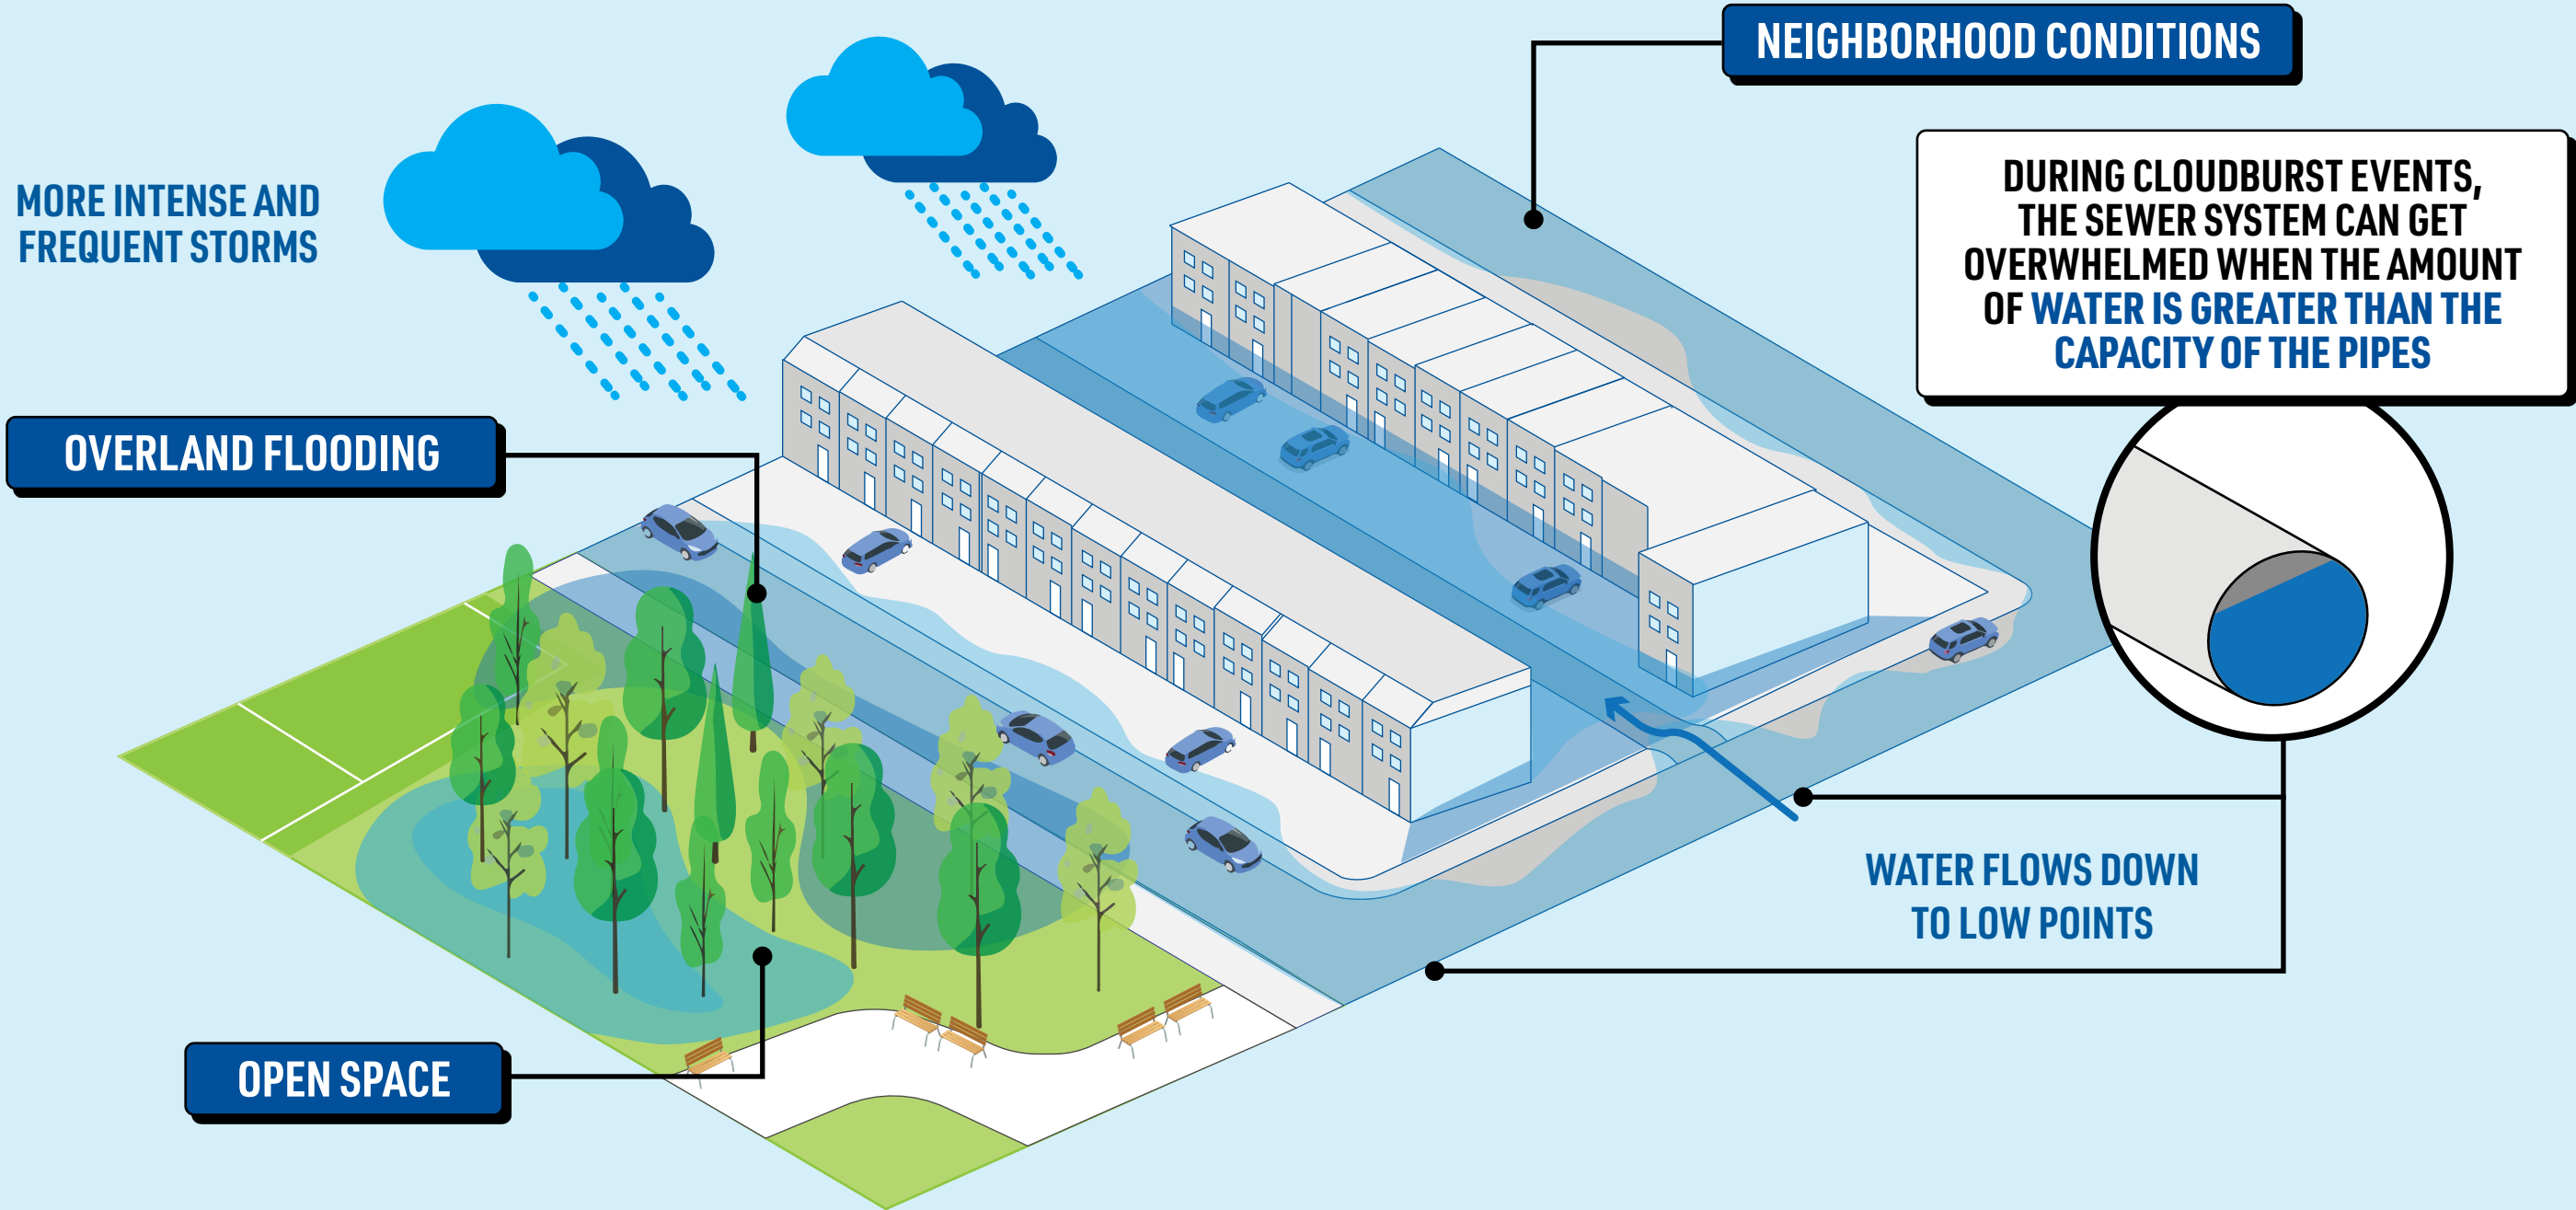 NEIGHBORHOOD CONDITIONS
DURING CLOUDBURST EVENTS,
THE SEWER SYSTEM CAN GET
OVERWHELMED WHEN THE AMOUNT
OF WATER IS GREATER THAN THE
CAPACITY OF THE PIPES
MORE INTENSE AND
FREQUENT STORMS
OVERLAND FLOODING
WATER FLOWS DOWN
TO LOW POINTS
OPEN SPACE